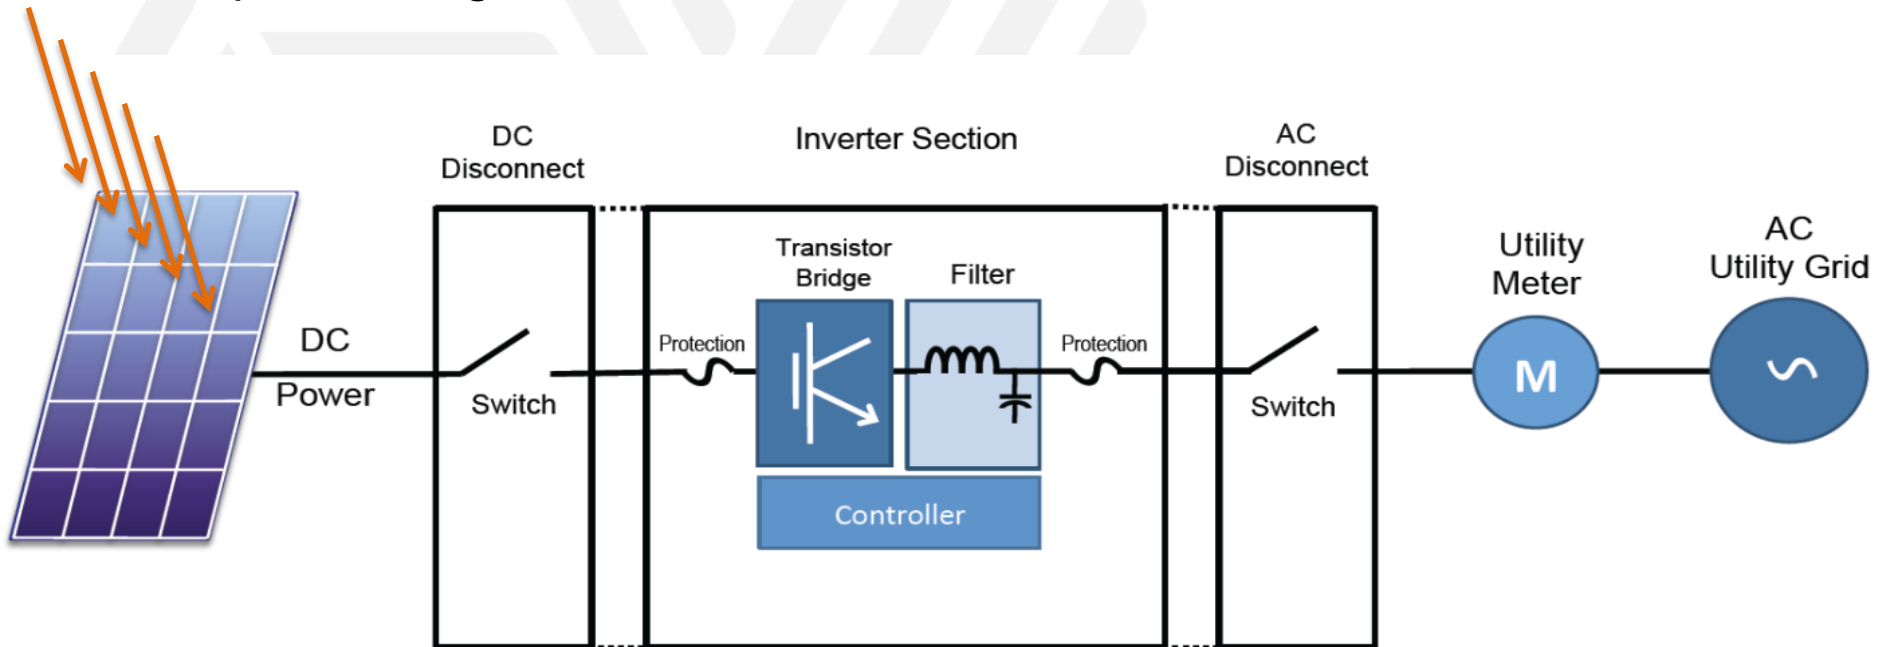 DC
Disconnect
Inverter Section
AC
Disconnect
Transistor
Bridge
Filter
Utility
Meter
AC
Utility Grid
DC
Power
Protection
Protection
Switch
Switch
M
Controller